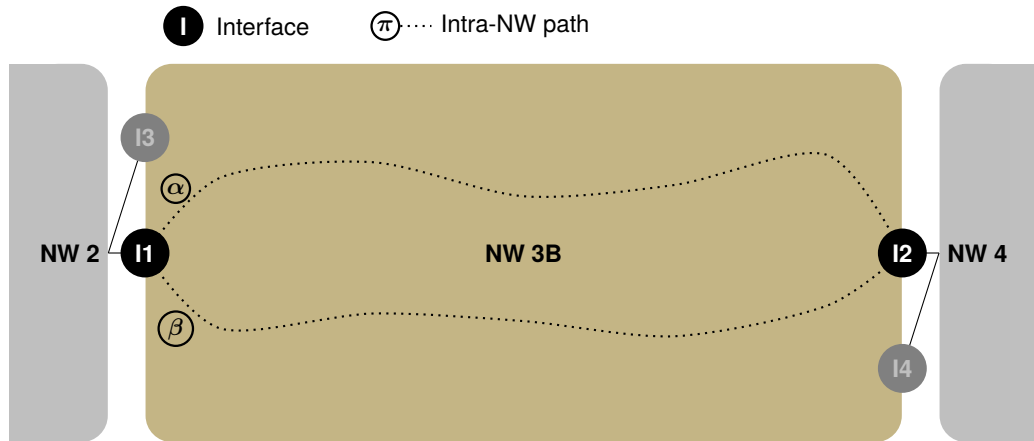 I Interface π Intra-NW path
I3
α
NW 2 I1 NW 3B I2 NW 4
β
I4